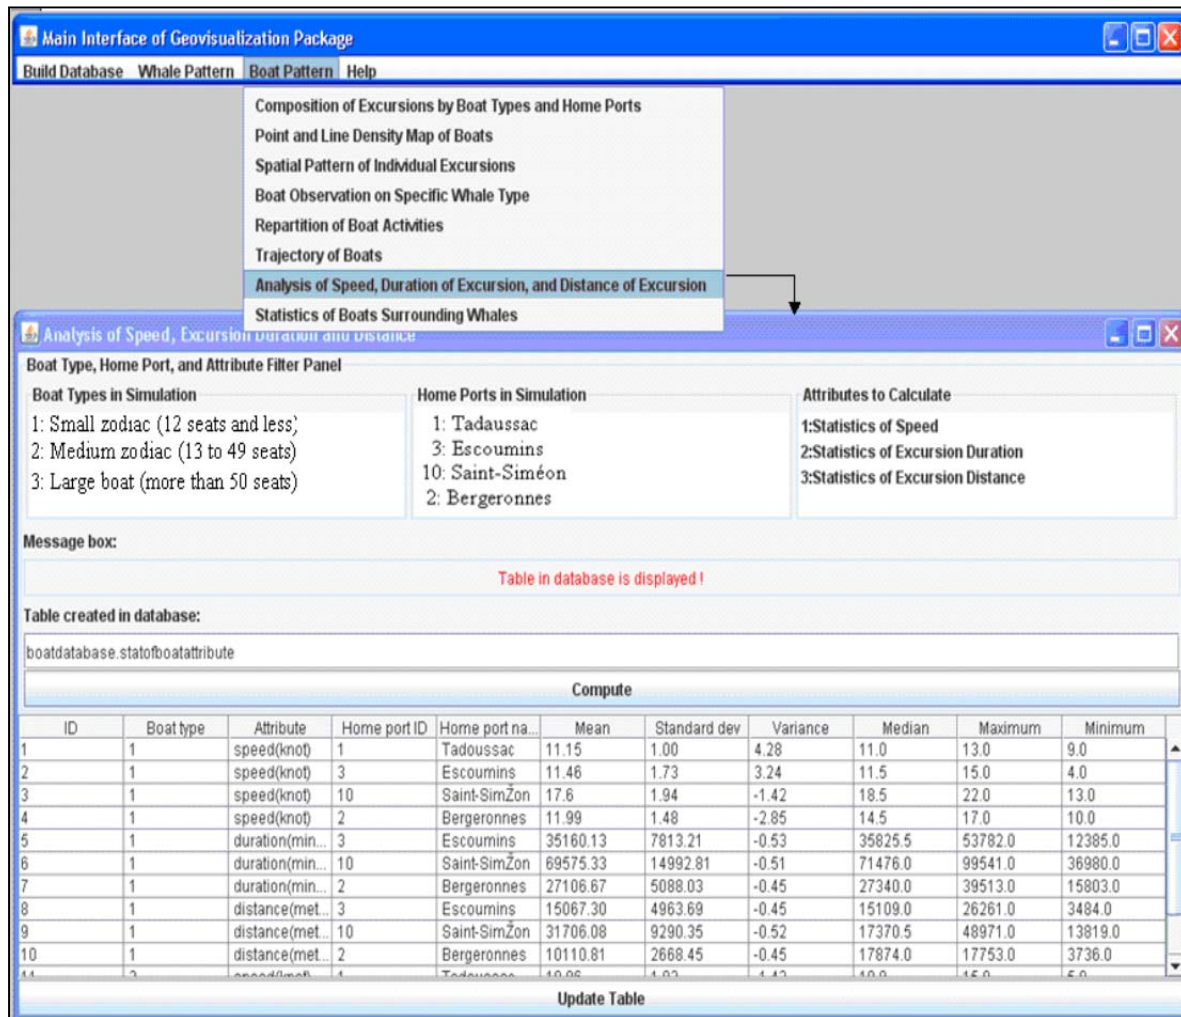 Main Interface of Geovisualization Package
Build Database Whale Pattern Boat Pattern Help
Composition of Excursions by Boat Types and Home Ports
Point and Line Density Map of Boats
Spatial Pattern of Individual Excursions
Boat Observation on Specific Whale Type
Repartition of Boat Activities
Trajectory of Boats
Analysis of Speed, Duration of Excursion, and Distance of Excursion
Statistics of Boats Surrounding Whales
Analysis of Speed, Excursion Duration and Distance
Boat Type, Home Port, and Attribute Filter Panel
Boat Types in Simulation
1: Small zodiac (12 seats and less)
2: Medium zodiac (13 to 49 seats)
3: Large boat (more than 50 seats)
Home Ports in Simulation
1: Tadaussac
3: Escoumins
10: Saint-Siméon
2: Bergeronnes
Attributes to Calculate
1:Statistics of Speed
2:Statistics of Excursion Duration
3:Statistics of Excursion Distance
Message box:
Table in database is displayed !
Table created in database:
boatdatabase.statofboatattribute
Compute
ID Boat type Attribute Home port ID Home port na... Mean Standard dev Variance Median Maximum Minimum
1 1 speed(knot) 1 Tadoussac 11.15 1.00 4.28 11.0 13.0 9.0
2 1 speed(knot) 3 Escoumins 11.46 1.73 3.24 11.5 15.0 4.0
3 1 speed(knot) 10 Saint-SimŽon 17.6 1.94 -1.42 18.5 22.0 13.0
4 1 speed(knot) 2 Bergeronnes 11.99 1.48 -2.85 14.5 17.0 10.0
5 1 duration(min... 3 Escoumins 35160.13 7813.21 -0.53 35825.5 53782.0 12385.0
6 1 duration(min... 10 Saint-SimŽon 69575.33 14992.81 -0.51 71476.0 99541.0 36980.0
7 1 duration(min... 2 Bergeronnes 27106.67 5088.03 -0.45 27340.0 39513.0 15803.0
8 1 distance(met... 3 Escoumins 15067.30 4963.69 -0.45 15109.0 26261.0 3484.0
9 1 distance(met... 10 Saint-SimŽon 31706.08 9290.35 -0.52 17370.5 48971.0 13819.0
10 1 distance(met... 2 Bergeronnes 10110.81 2668.45 -0.45 17874.0 17753.0 3736.0
Update Table